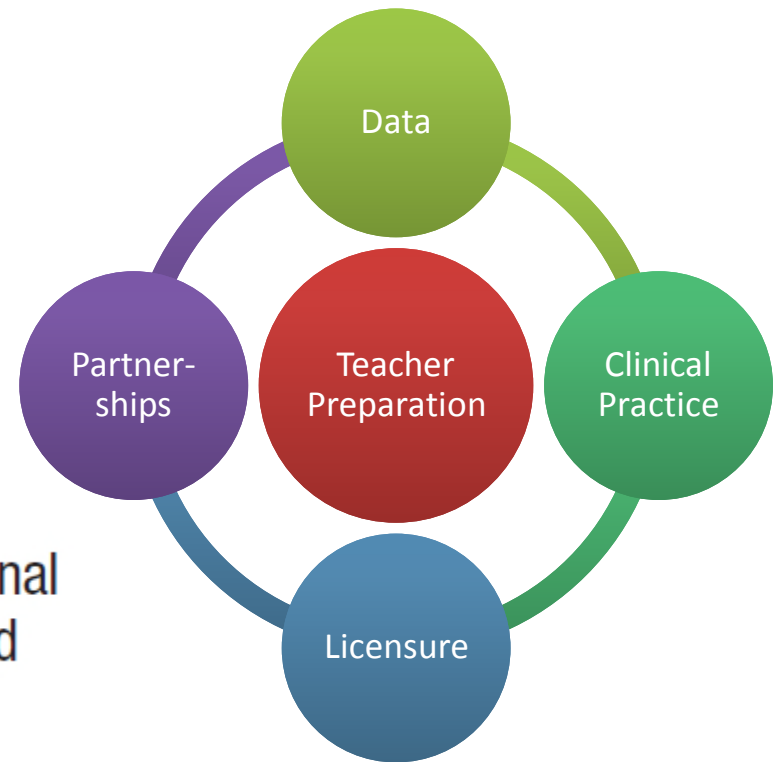 Data
Partner-
ships
Teacher
Preparation
Clinical
Practice
Licensure